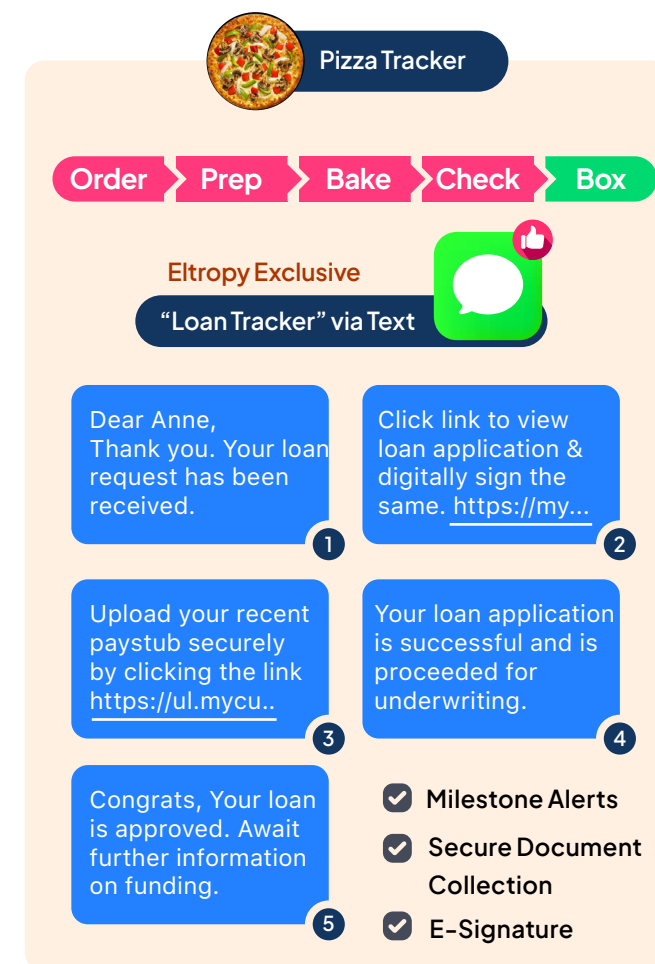 Pizza Tracker
Order Prep Bake Check Box
Eltropy Exclusive
“Loan Tracker” via Text
Dear Anne,
Thank you. Your loan
request has been
received.
1
Click link to view
loan application &
digitally sign the
same. https://my...
2
Upload your recent
paystub securely
by clicking the link
https://ul.mycu..
3
Your loan application
is successful and is
proceeded for
underwriting.
4
Congrats, Your loan
is approved. Await
further information
on funding.
5
Milestone Alerts
Secure Document
Collection
E-Signature